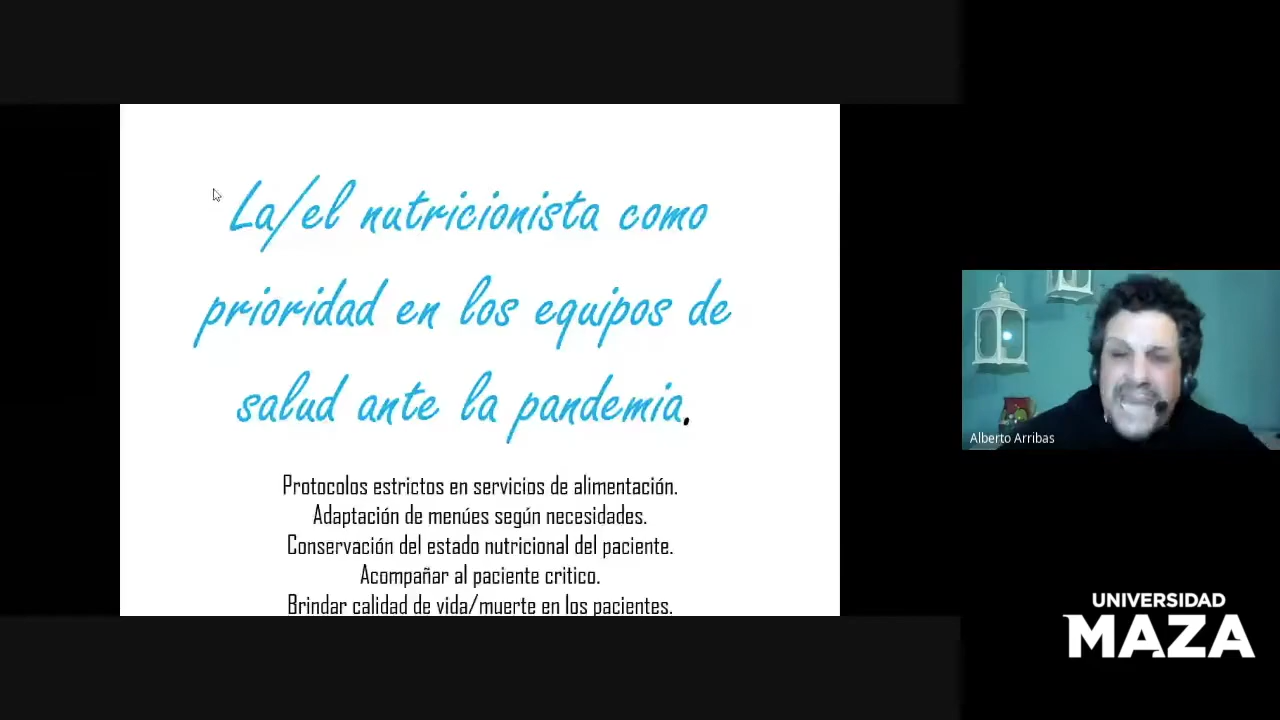 La/el nutricionista como
prioridad en los equipos de
salud ante la pandemia.
Protocolos estrictos en servicios de alimentación.
Adaptación de menúes según necesidades.
Conservación del estado nutricional del paciente.
Acompañar al paciente critico.
Brindar calidad de vida/muerte en los pacientes.
Alberto Arribas
UNIVERSIDAD
MAZA